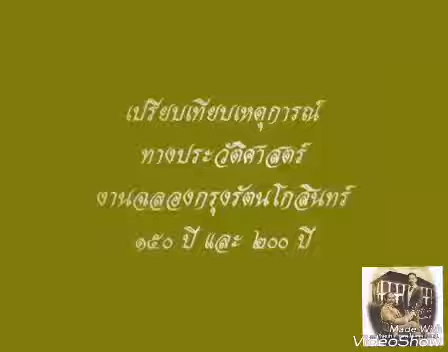 เปรียบเทียบเหตุการณ์
ทางประวัติศาสตร์
งานฉลองกรุงรัตนโกสินทร์
๑๕๐ ปี และ ๒๐๐ ปี
Made With
VideoShow